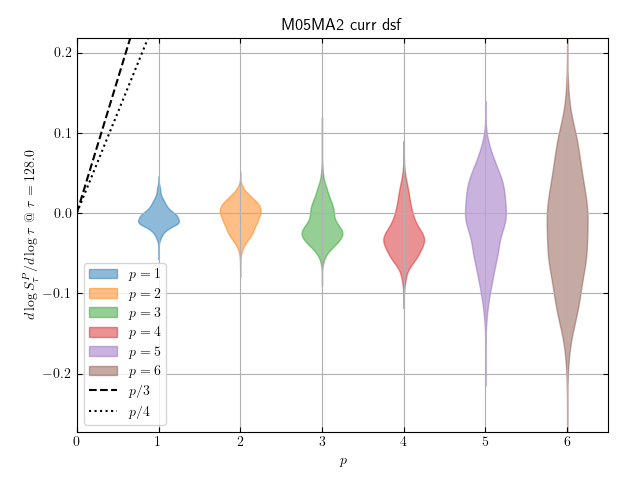 M05MA2 curr dsf
d log S_τ^P / d log τ @ τ = 128.0
0.2
0.1
0.0
−0.1
−0.2
p = 1
p = 2
p = 3
p = 4
p = 5
p = 6
p/3
p/4
0 1 2 3 4 5 6
p